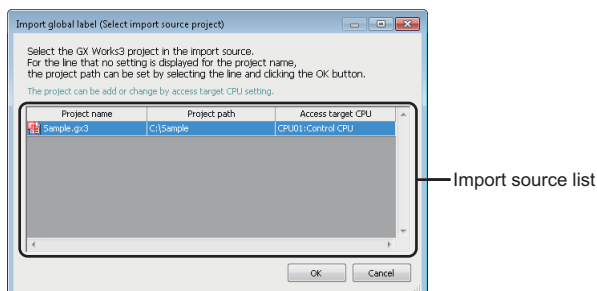 Import global label (Select import source project)
Select the GX Works3 project in the import source.
For the line that no setting is displayed for the project name,
the project path can be set by selecting the line and clicking the OK button.
The project can be add or change by access target CPU setting.
Project name Project path Access target CPU
Sample.gx3 C:\Sample CPU01:Control CPU
Import source list
OK Cancel